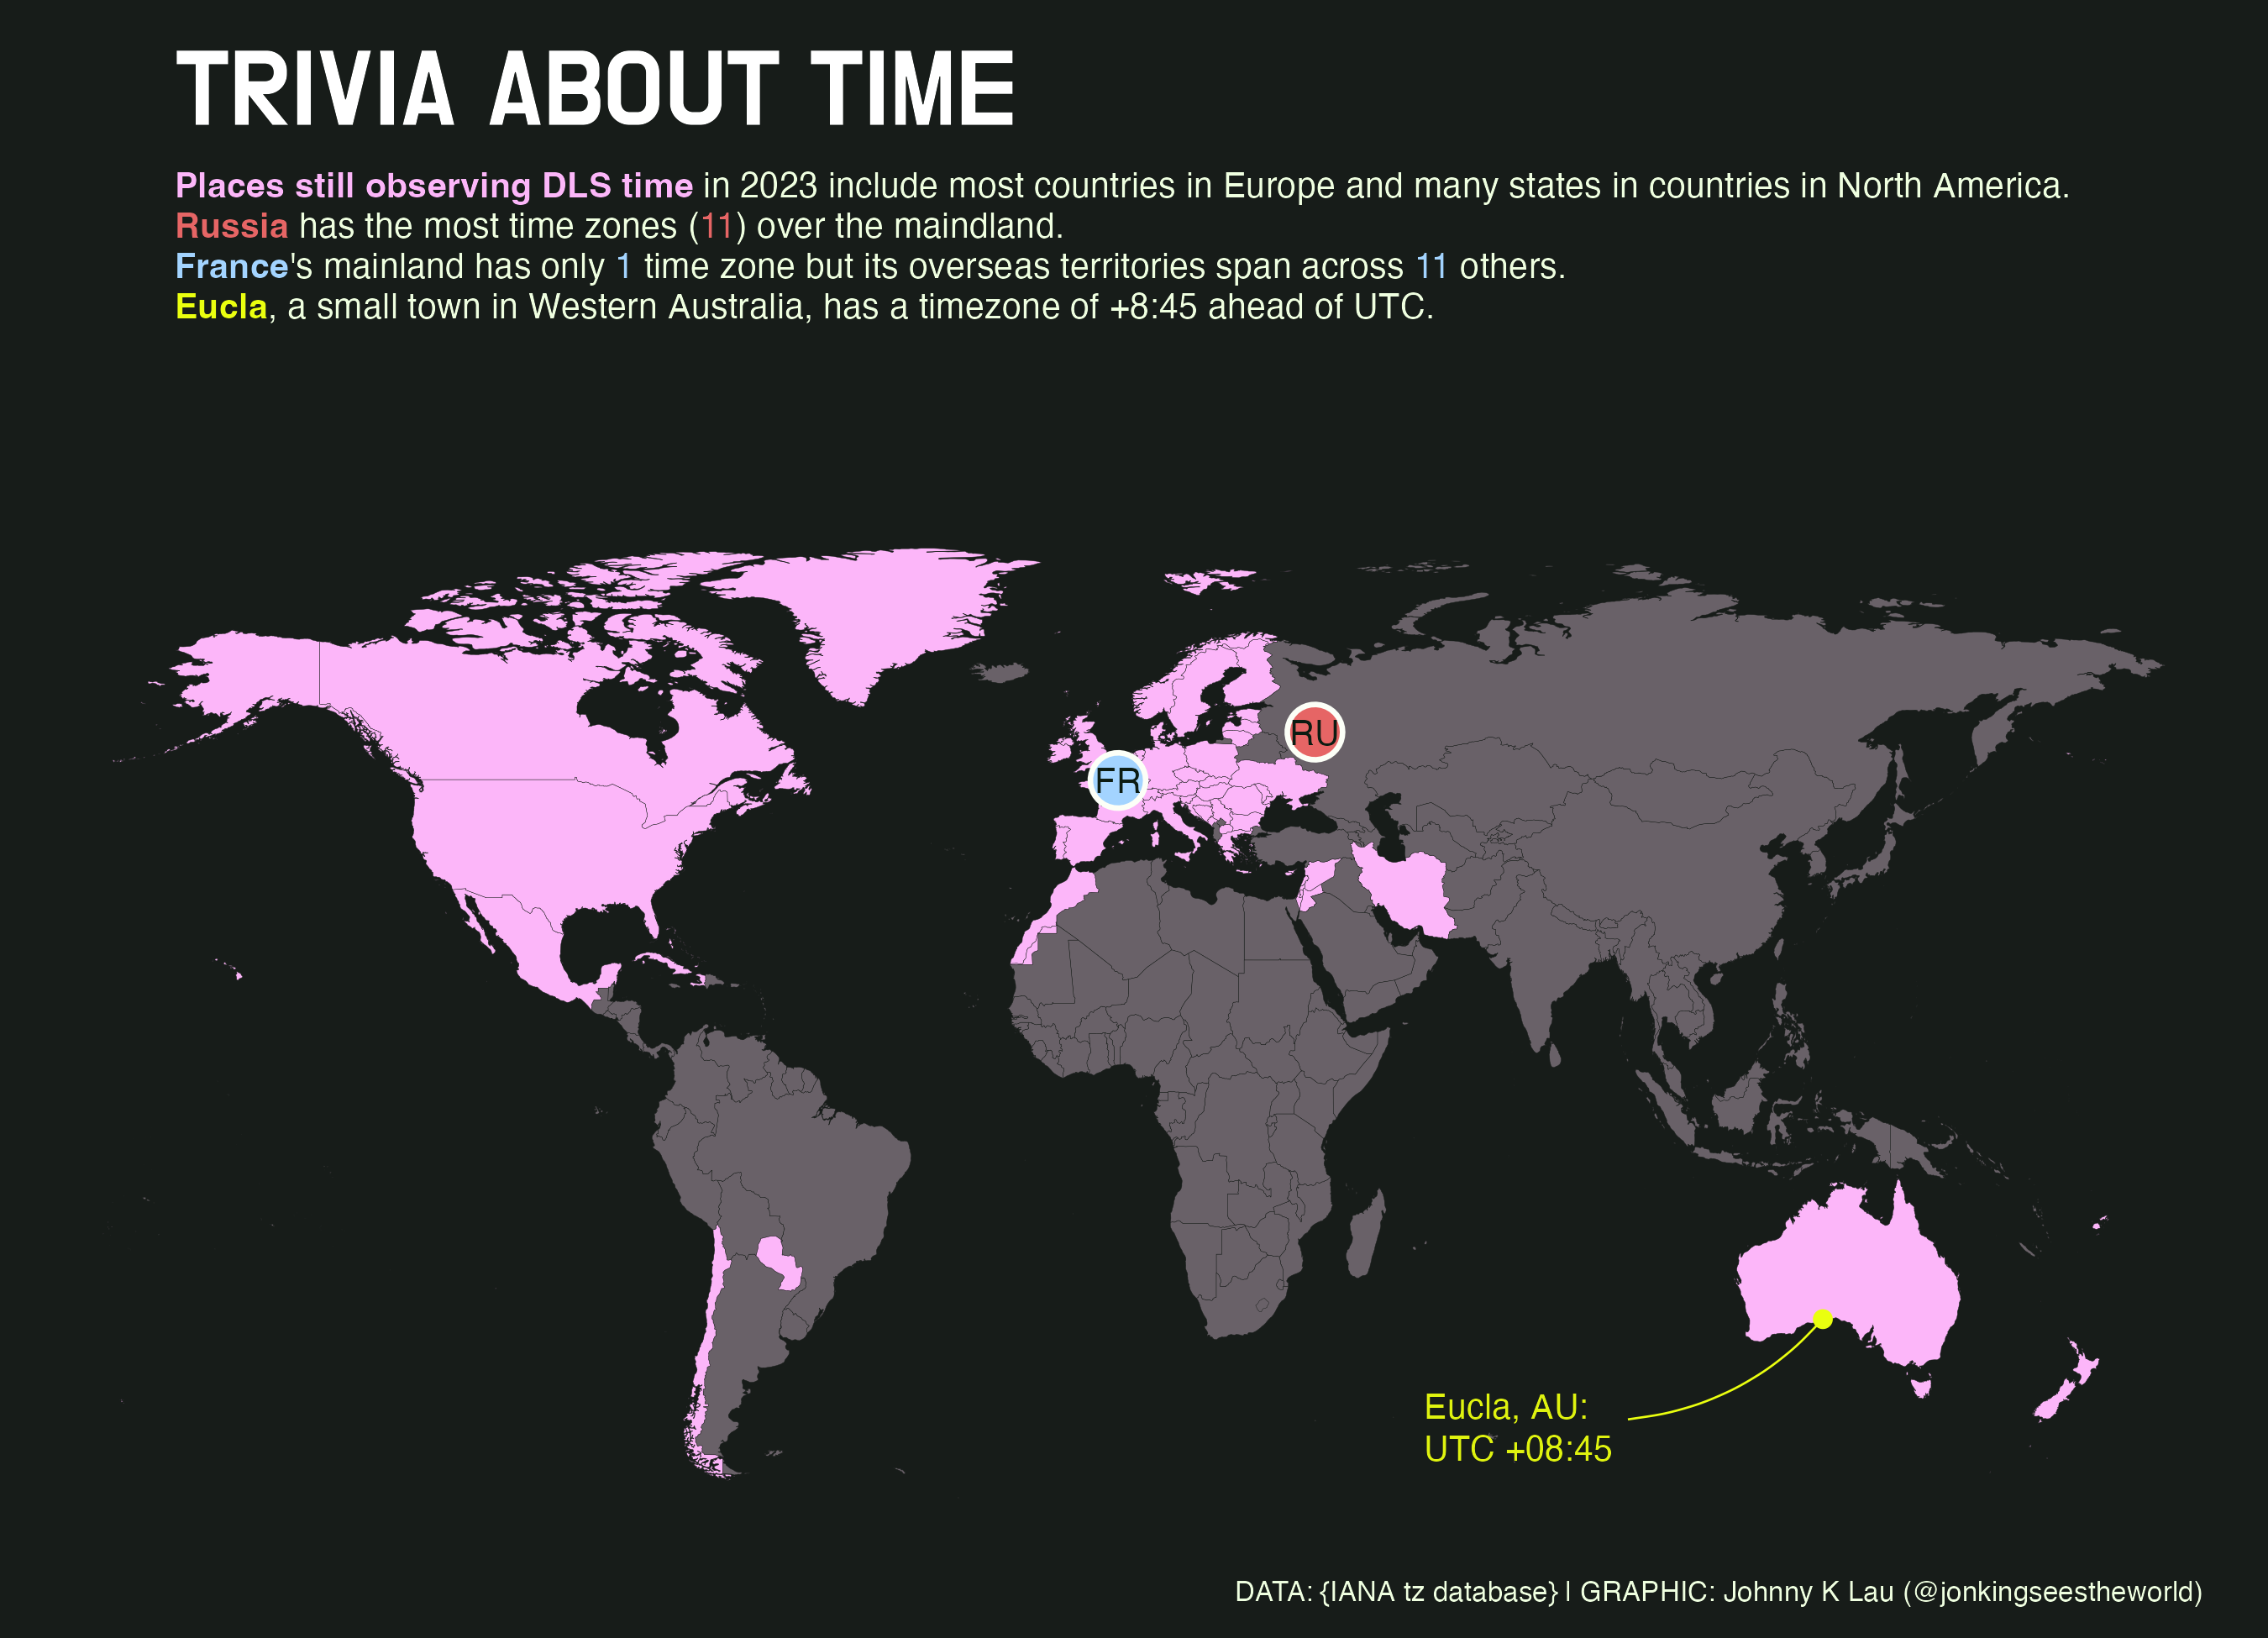 TRIVIA ABOUT TIME
Places still observing DLS time in 2023 include most countries in Europe and many states in countries in North America.
Russia has the most time zones (11) over the maindland.
France's mainland has only 1 time zone but its overseas territories span across 11 others.
Eucla, a small town in Western Australia, has a timezone of +8:45 ahead of UTC.
RU
FR
Eucla, AU:
UTC +08:45
DATA: {IANA tz database} | GRAPHIC: Johnny K Lau (@jonkingseestheworld)